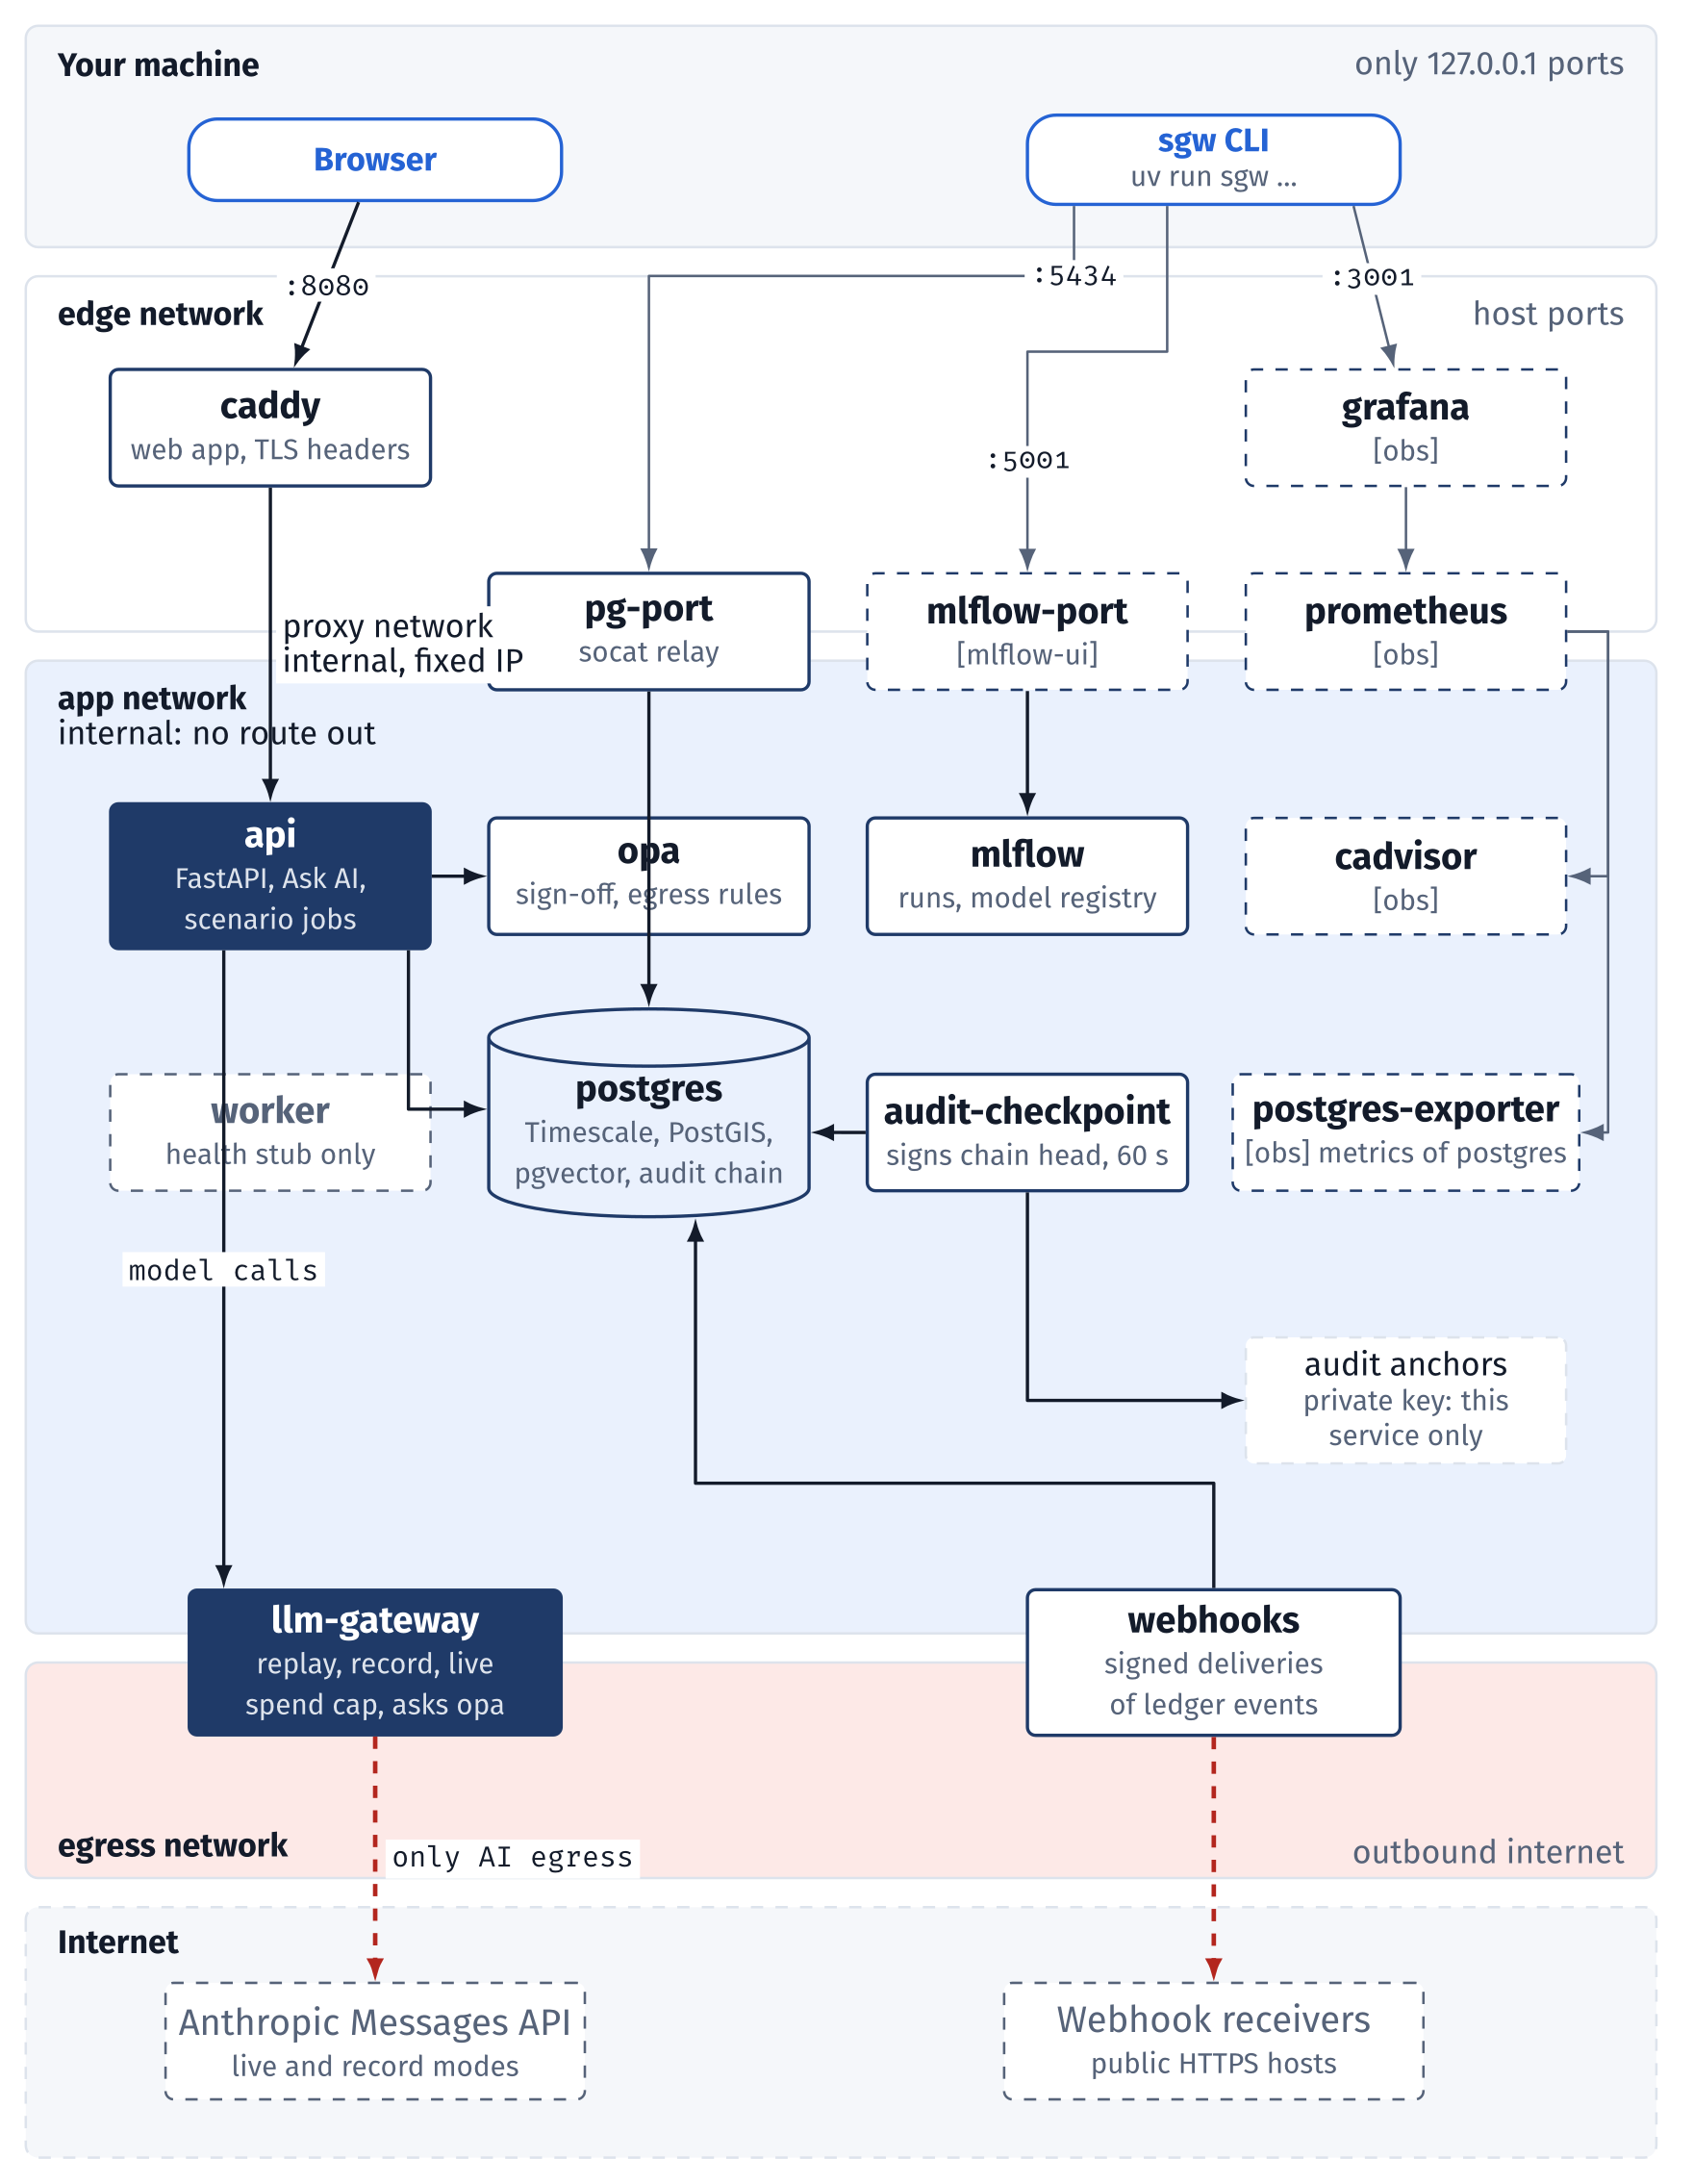 Your machine
only 127.0.0.1 ports
Browser
sgw CLI
uv run sgw ...
:8080
:5434
:3001
edge network
host ports
caddy
web app, TLS headers
grafana
[obs]
:5001
pg-port
socat relay
mlflow-port
[mlflow-ui]
prometheus
[obs]
proxy network
internal, fixed IP
app network
internal: no route out
api
FastAPI, Ask AI,
scenario jobs
opa
sign-off, egress rules
mlflow
runs, model registry
cadvisor
[obs]
worker
health stub only
postgres
Timescale, PostGIS,
pgvector, audit chain
audit-checkpoint
signs chain head, 60 s
postgres-exporter
[obs] metrics of postgres
model calls
audit anchors
private key: this
service only
llm-gateway
replay, record, live
spend cap, asks opa
webhooks
signed deliveries
of ledger events
egress network
only AI egress
outbound internet
Internet
Anthropic Messages API
live and record modes
Webhook receivers
public HTTPS hosts